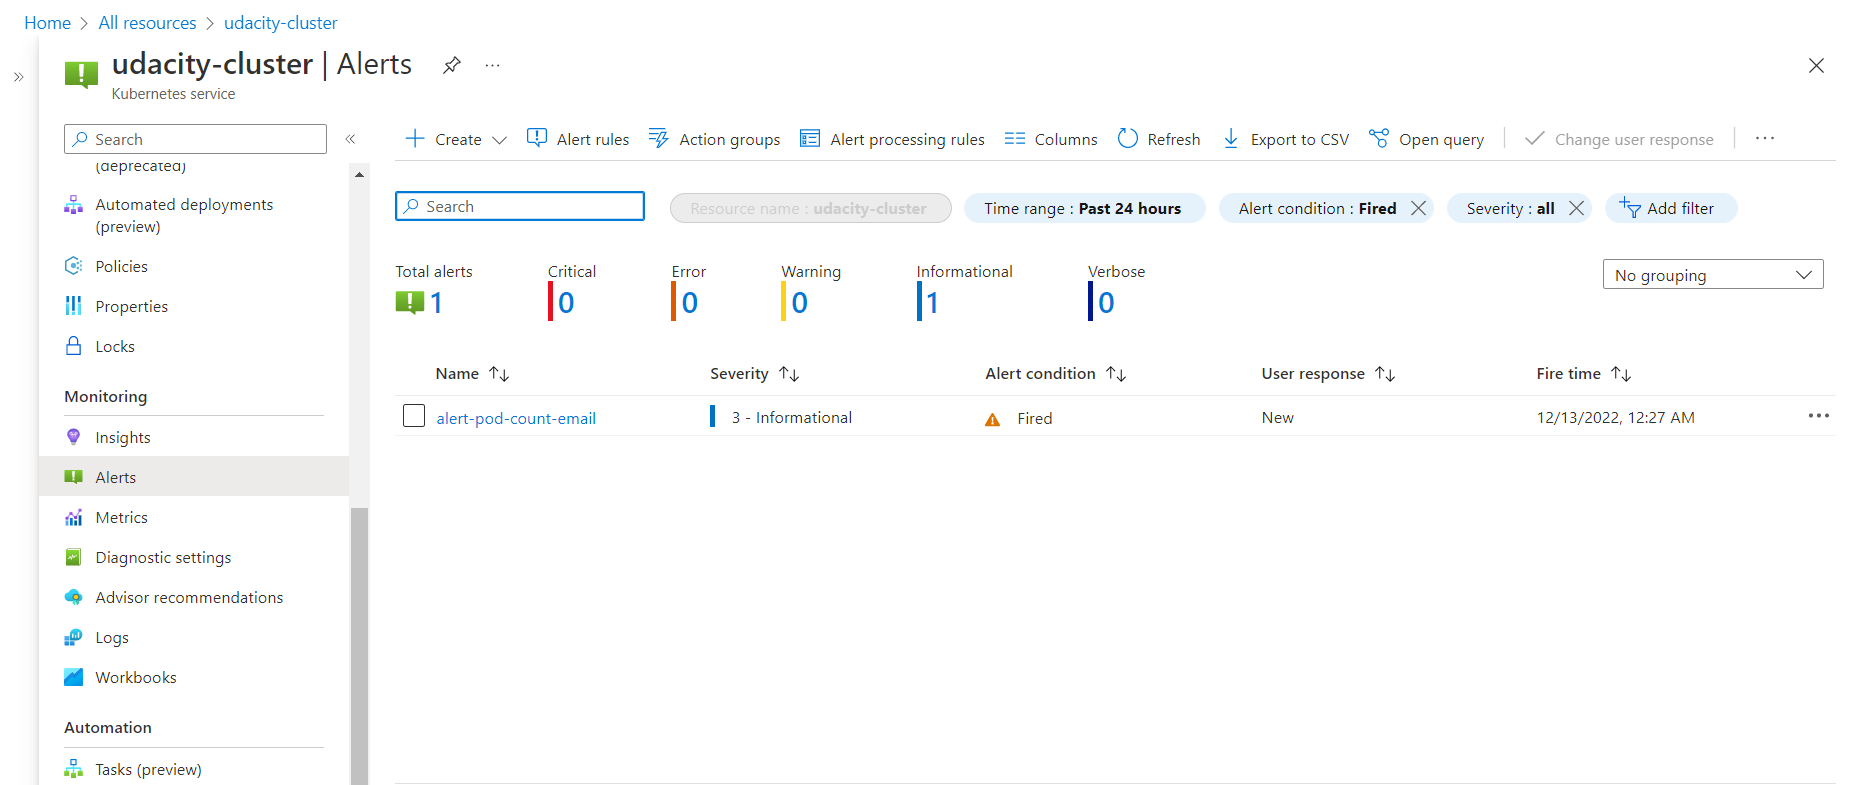 Home > All resources > udacity-cluster
udacity-cluster | Alerts
Kubernetes service
Search
(deprecated)
Automated deployments
(preview)
Policies
Properties
Locks
Monitoring
Insights
Alerts
Metrics
Diagnostic settings
Advisor recommendations
Logs
Workbooks
Automation
Tasks (preview)
Create Alert rules Action groups Alert processing rules Columns Refresh Export to CSV Open query Change user response
Search Resource name : udacity-cluster Time range : Past 24 hours Alert condition : Fired Severity : all Add filter
Total alerts Critical Error Warning Informational Verbose
1 0 0 0 1 0
No grouping
Name Severity Alert condition User response Fire time
alert-pod-count-email 3 - Informational Fired New 12/13/2022, 12:27 AM